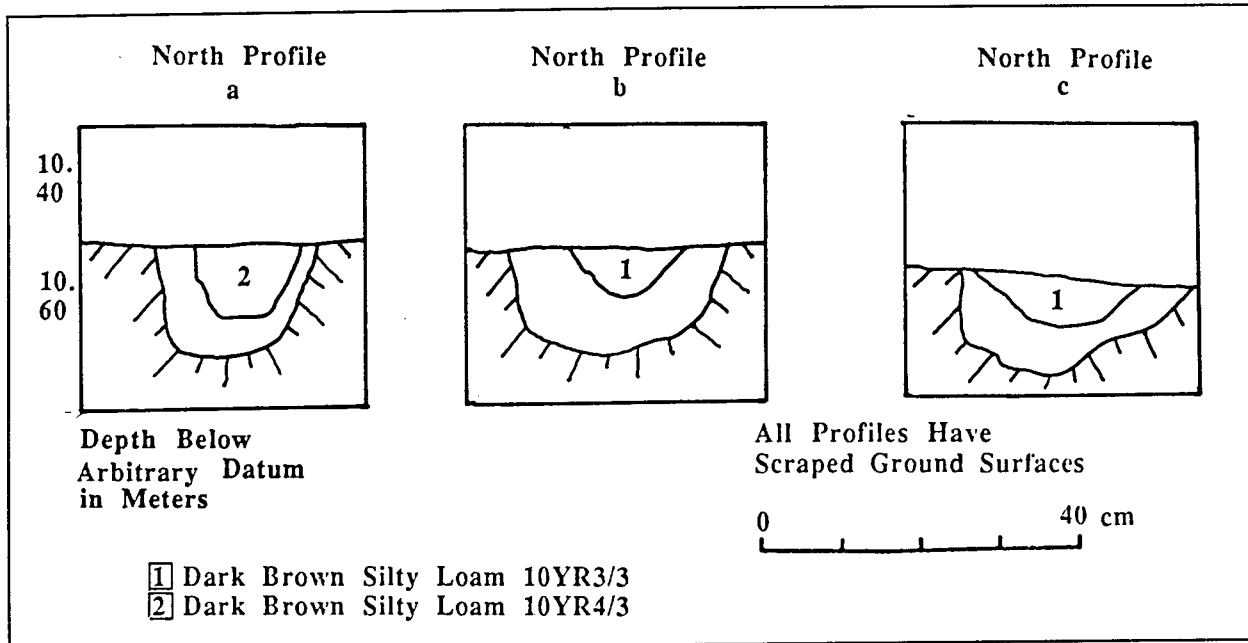 North Profile
a
North Profile
b
North Profile
c
10.
40
10.
60
2
1
1
Depth Below
Arbitrary Datum
in Meters
All Profiles Have
Scraped Ground Surfaces
0 40 cm
1 Dark Brown Silty Loam 10YR3/3
2 Dark Brown Silty Loam 10YR4/3